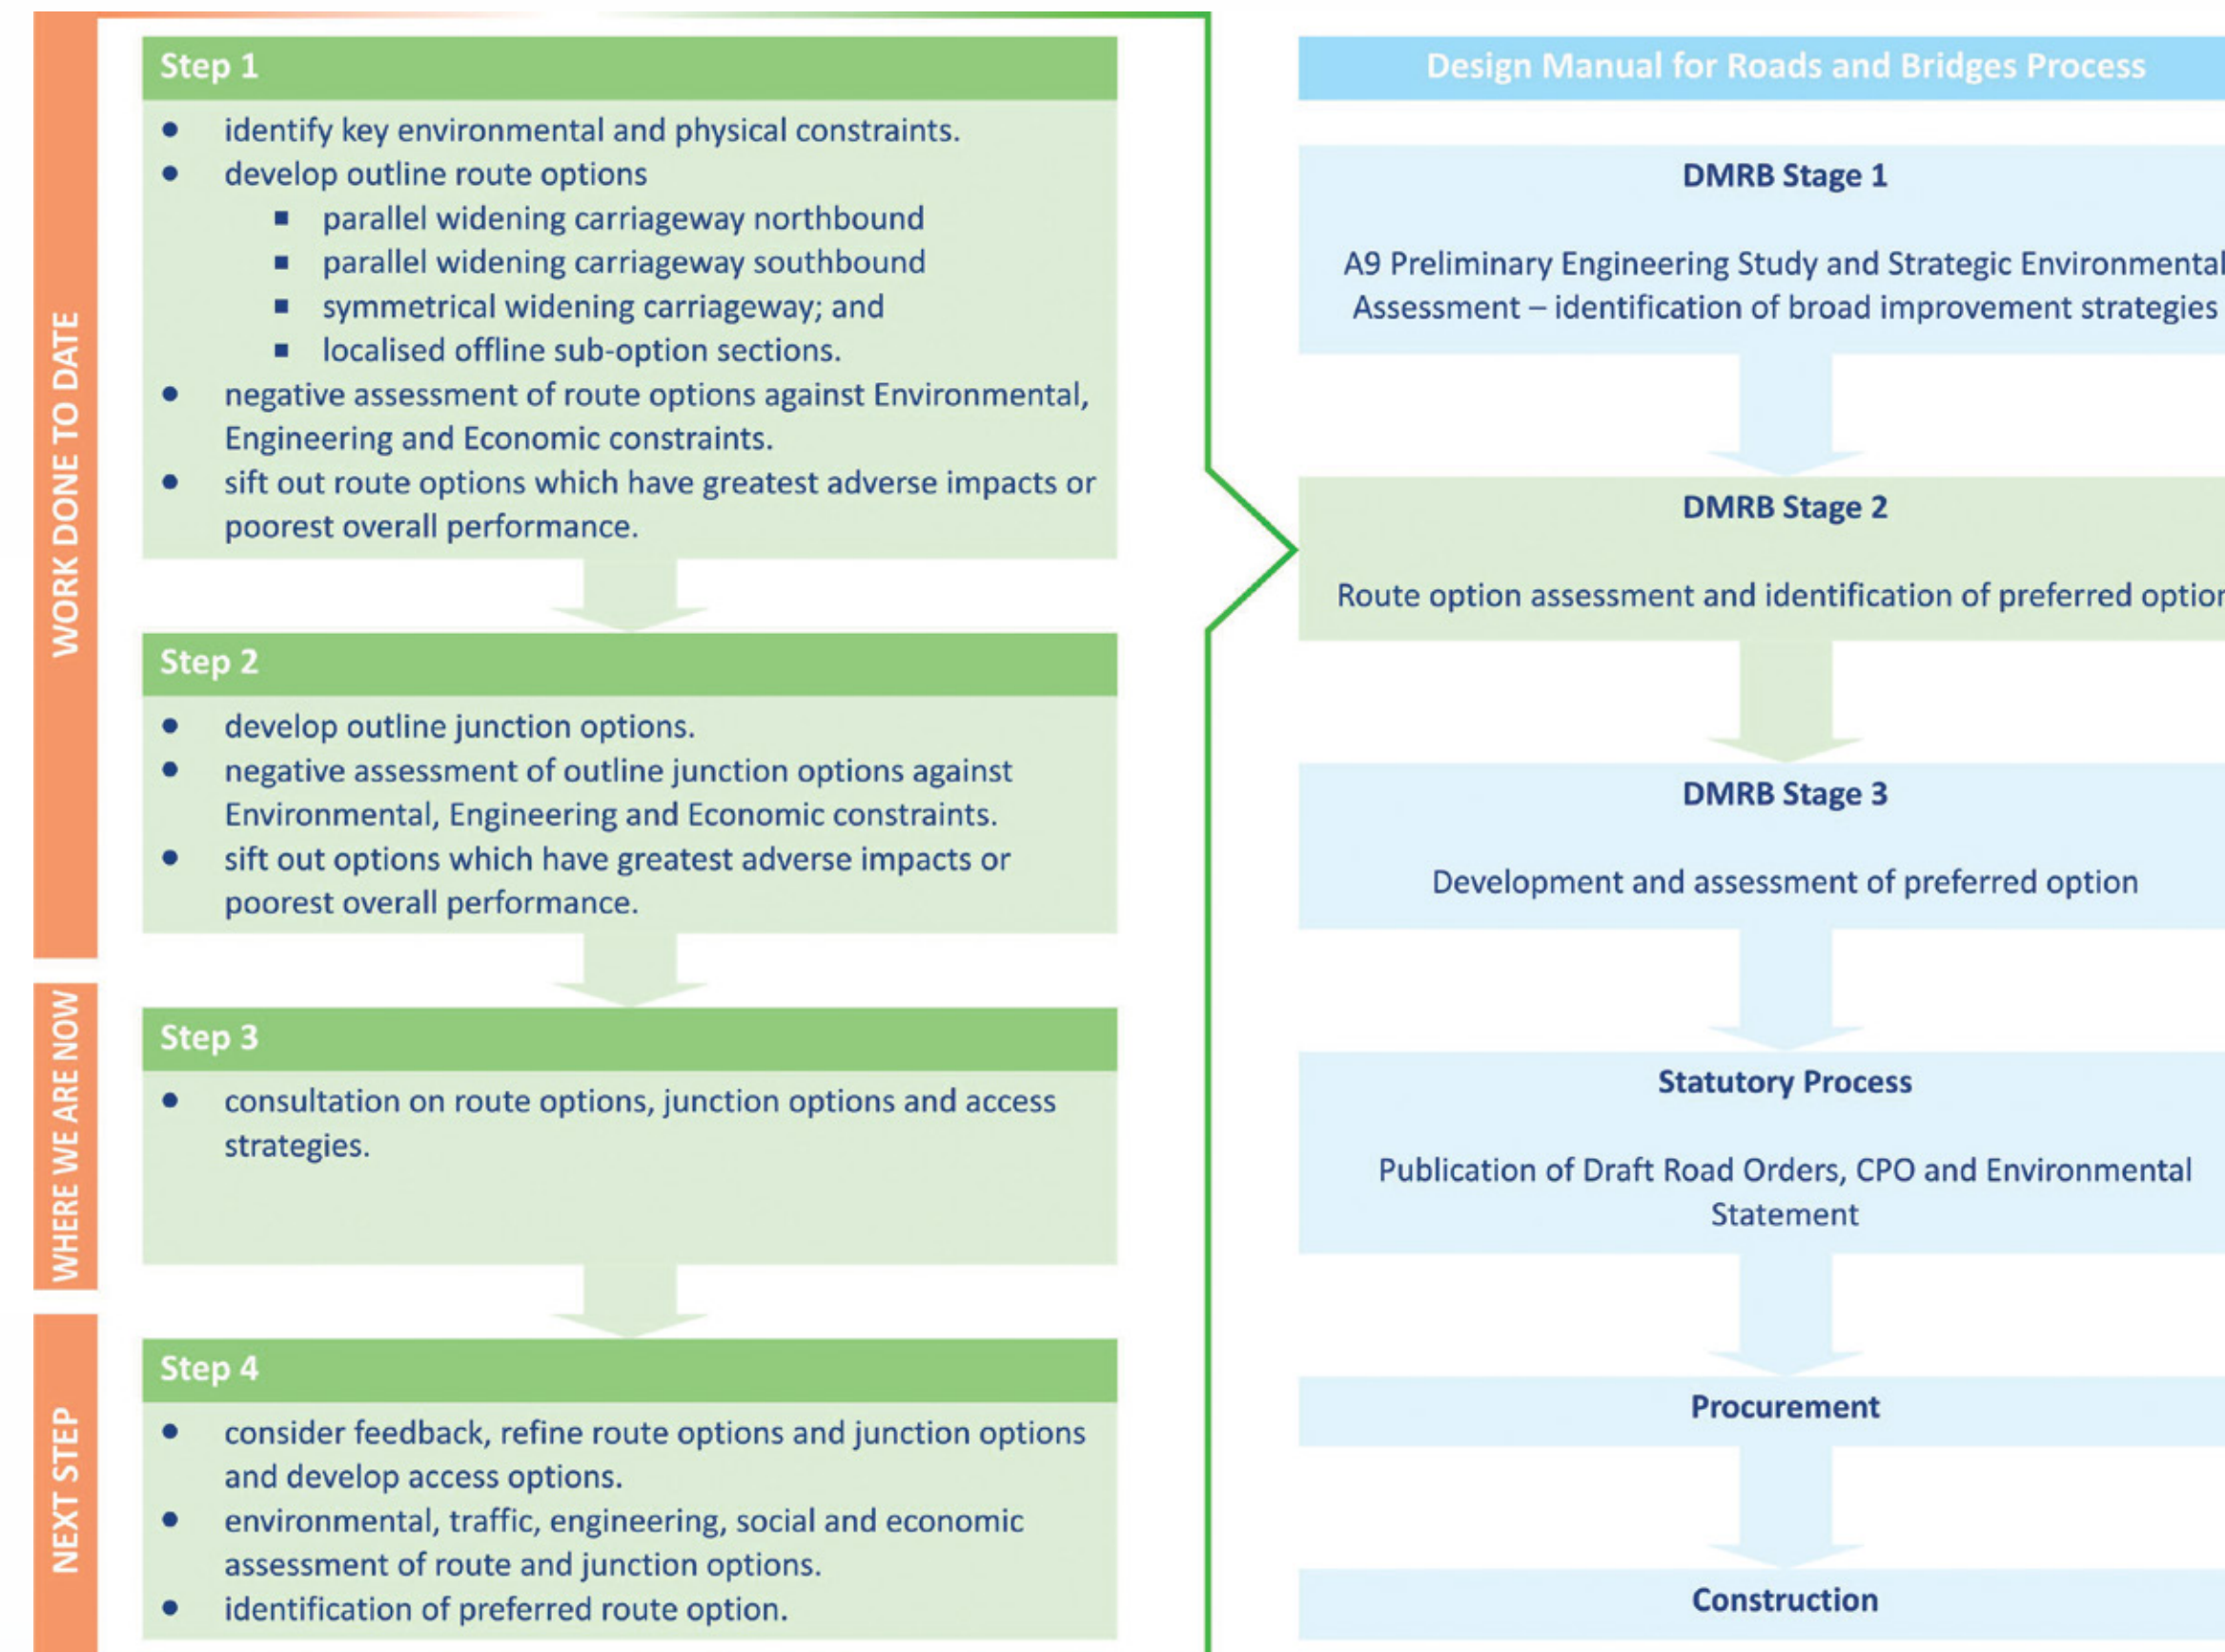 WORK DONE TO DATE
Step 1
● identify key environmental and physical constraints.
● develop outline route options
■ parallel widening carriageway northbound
■ parallel widening carriageway southbound
■ symmetrical widening carriageway; and
■ localised offline sub-option sections.
● negative assessment of route options against Environmental,
Engineering and Economic constraints.
● sift out route options which have greatest adverse impacts or
poorest overall performance.
Step 2
● develop outline junction options.
● negative assessment of outline junction options against
Environmental, Engineering and Economic constraints.
● sift out options which have greatest adverse impacts or
poorest overall performance.
WHERE WE ARE NOW
Step 3
● consultation on route options, junction options and access
strategies.
NEXT STEP
Step 4
● consider feedback, refine route options and junction options
and develop access options.
● environmental, traffic, engineering, social and economic
assessment of route and junction options.
● identification of preferred route option.
Design Manual for Roads and Bridges Process
DMRB Stage 1
A9 Preliminary Engineering Study and Strategic Environmental
Assessment – identification of broad improvement strategies
DMRB Stage 2
Route option assessment and identification of preferred option
DMRB Stage 3
Development and assessment of preferred option
Statutory Process
Publication of Draft Road Orders, CPO and Environmental
Statement
Procurement
Construction